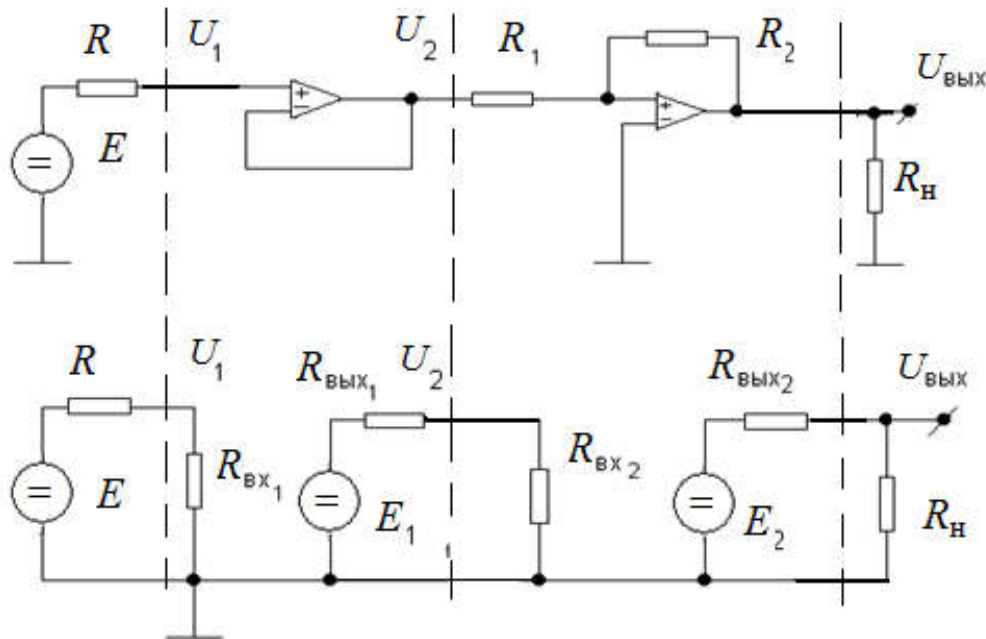 R U₁ U₂ R₁ R₂ Uвых
+
−
+
−
= E Rн
R U₁ Rвых₁ U₂ Rвых₂ Uвых
= E Rвх₁ = E₁ Rвх₂ = E₂ Rн